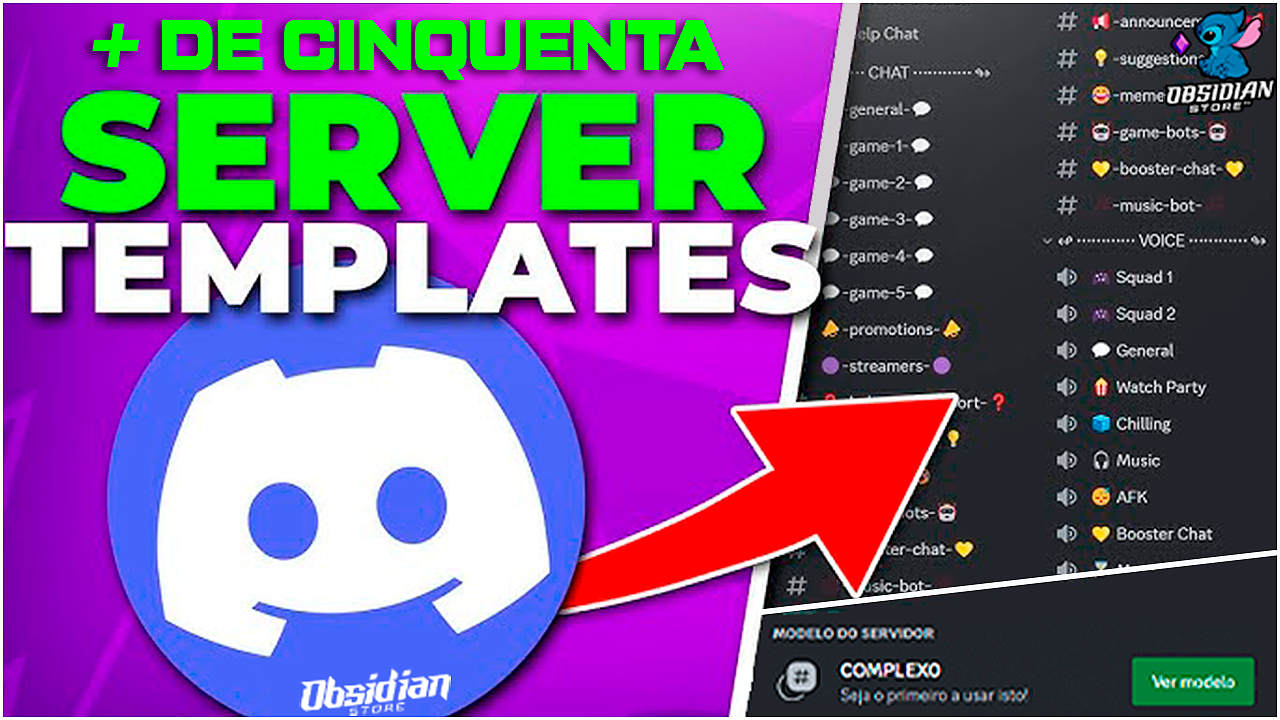 + DE CINQUENTA
SERVER
TEMPLATES
Obsidian
STORE
elp Chat
CHAT
-general-
-game-1-
-game-2-
-game-3-
-game-4-
-game-5-
-promotions-
-streamers-
ort-
ots-
ter-chat-
usic-bot-
# -announcem
# -suggestion
# -meme
# -game-bots-
# -booster-chat-
# -music-bot-
VOICE
Squad 1
Squad 2
General
Watch Party
Chilling
Music
AFK
Booster Chat
OBSIDIAN
STORE
MODELO DO SERVIDOR
COMPLEXO
Seja o primeiro a usar isto!
Ver modelo